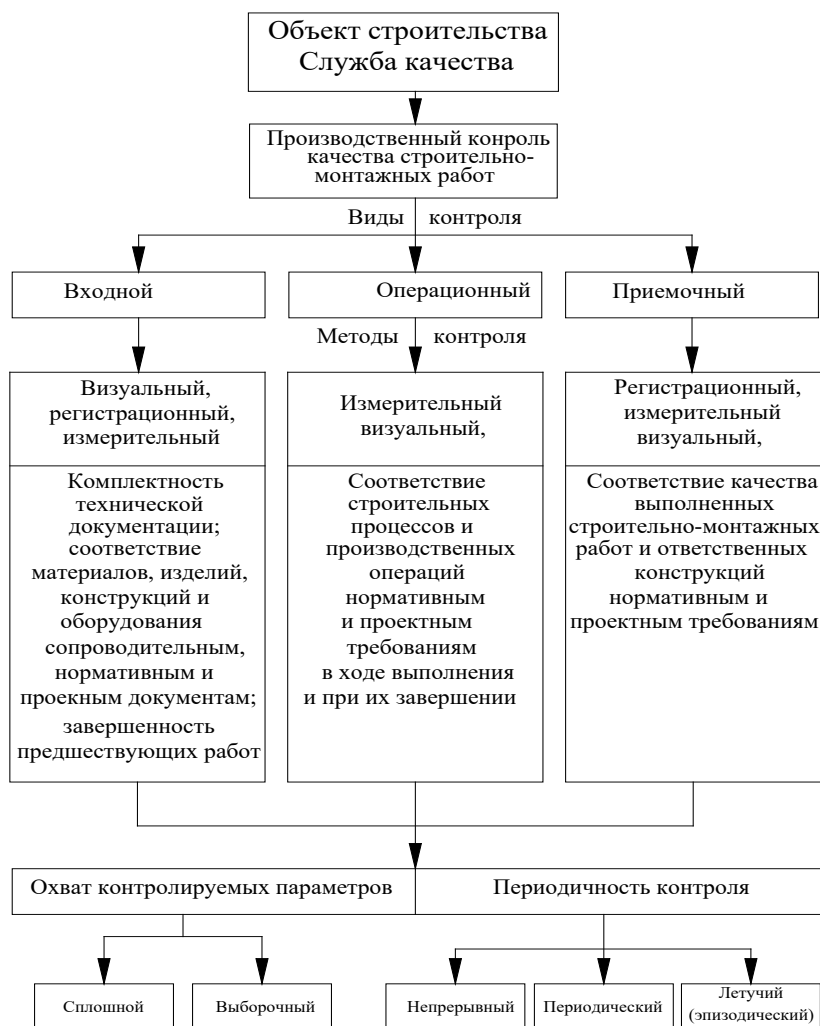 Объект строительства
Служба качества
Производственный конроль
качества строительно-
монтажных работ
Виды контроля
Входной
Операционный
Приемочный
Методы контроля
Визуальный,
регистрационный,
измерительный
Измерительный
визуальный,
Регистрационный,
измерительный
визуальный,
Комплектность
технической
документации;
соответствие
материалов, изделий,
конструкций и
оборудования
сопроводительным,
нормативным и
проекным документам;
завершенность
предшествующих работ
Соответствие
строительных
процессов и
производственных
операций
нормативным
и проектным
требованиям
в ходе выполнения
и при их завершении
Соответствие качества
выполненных
строительно-монтажных
работ и ответственных
конструкций
нормативным и
проектным требованиям
Охват контролируемых параметров
Периодичность контроля
Сплошной
Выборочный
Непрерывный
Периодический
Летучий
(эпизодический)